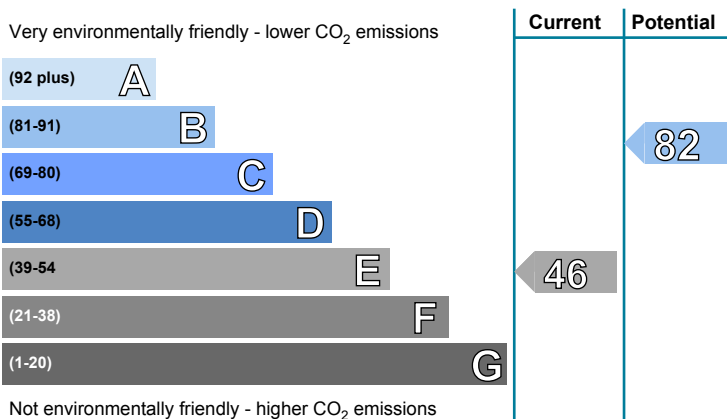 Very environmentally friendly - lower CO₂ emissions
Current
Potential
(92 plus) A
(81-91) B
82
(69-80) C
(55-68) D
(39-54 E
46
(21-38) F
(1-20) G
Not environmentally friendly - higher CO₂ emissions